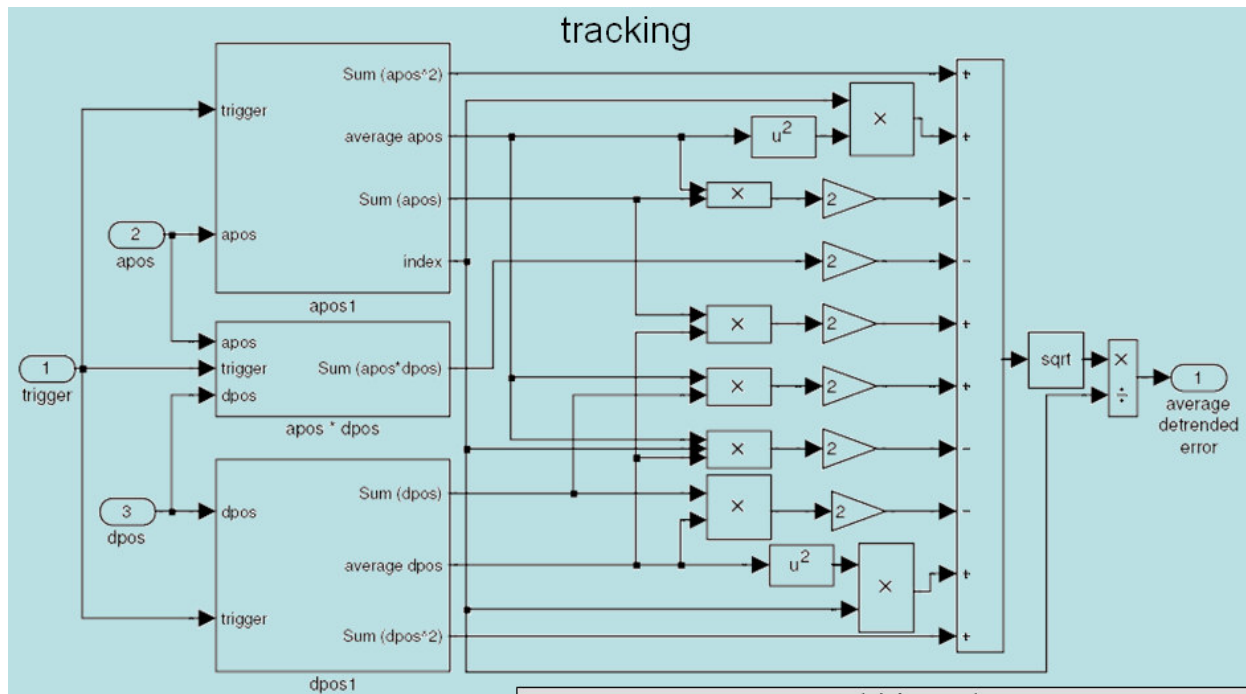 tracking
Sum (apos^2)
trigger
average apos
u²
×
Sum (apos)
×
2
2
apos
apos
index
2
apos1
apos
trigger
dpos
Sum (apos*dpos)
apos * dpos
1
trigger
×
2
×
2
×
2
3
dpos
dpos
Sum (dpos)
×
2
average dpos
u²
×
trigger
Sum (dpos^2)
dpos1
+
+
-
-
+
+
-
-
+
+
sqrt
×
÷
1
average
detrended
error